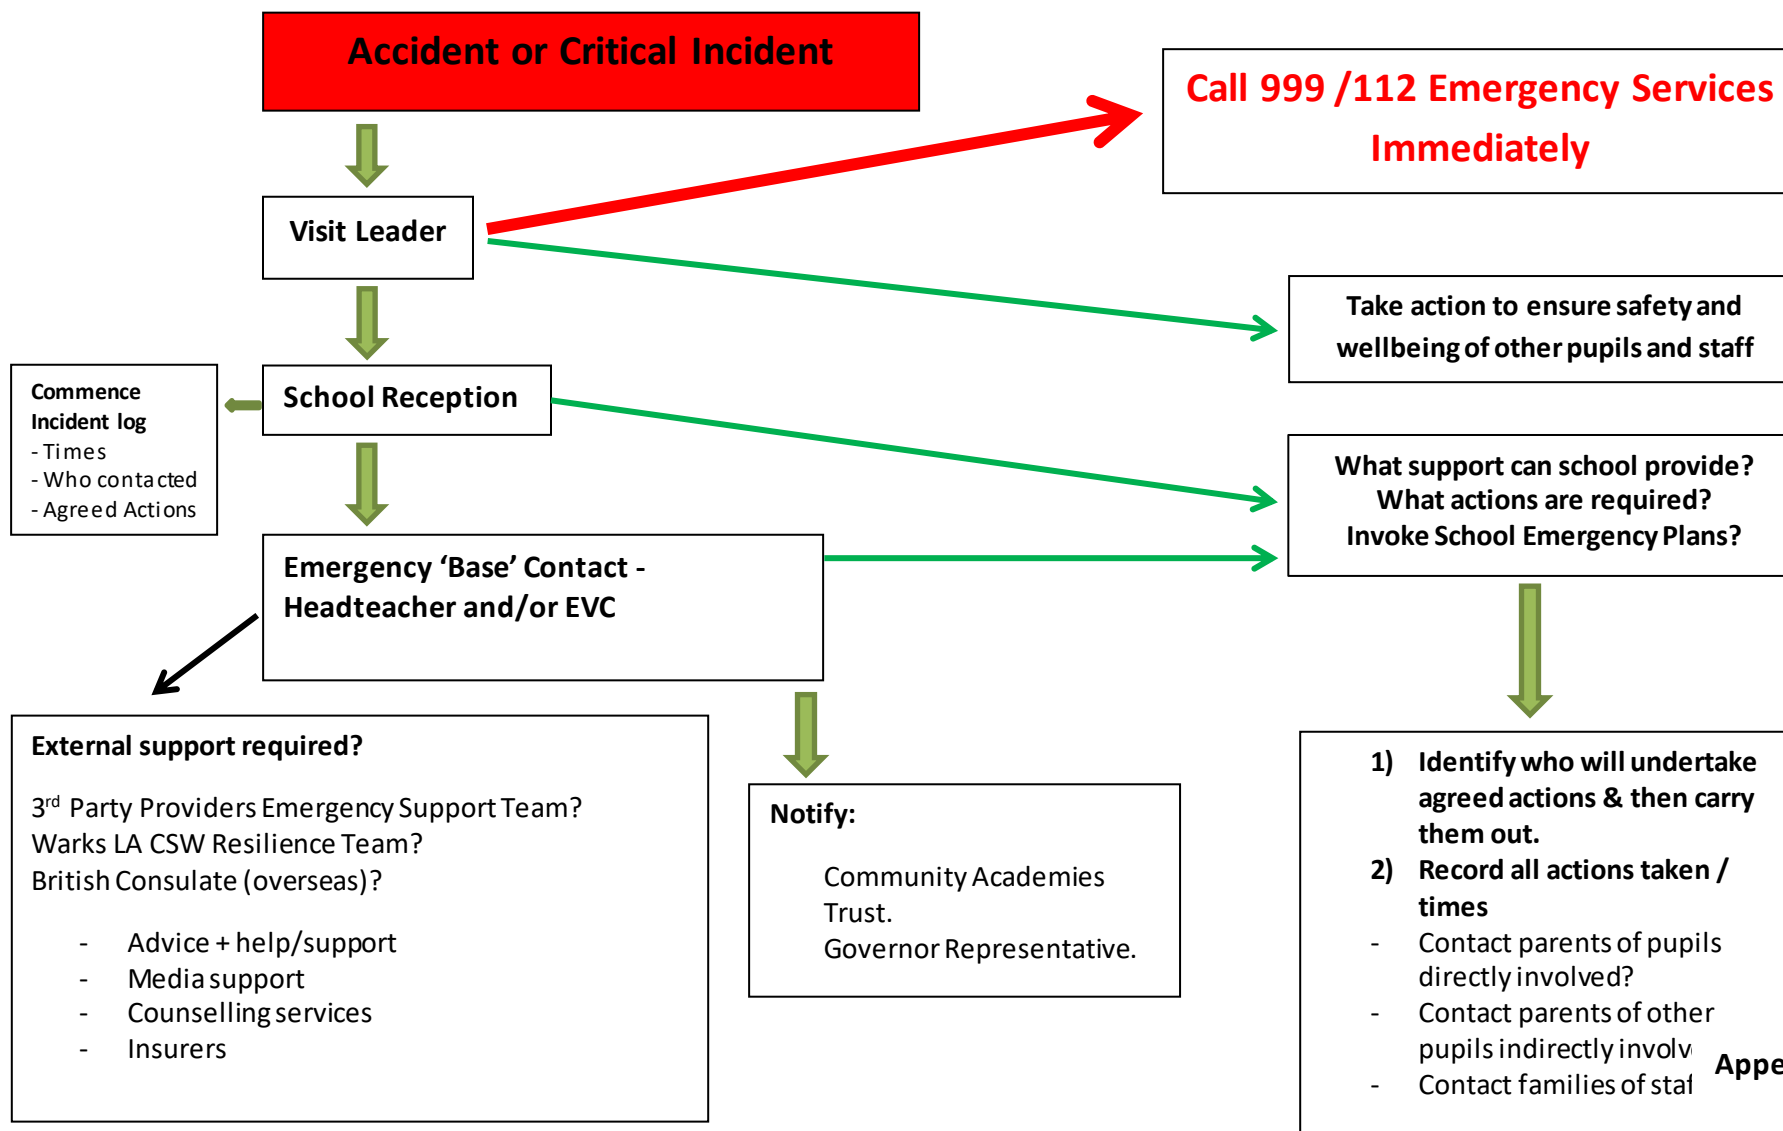 Accident or Critical Incident
Call 999 /112 Emergency Services
Immediately
Visit Leader
Take action to ensure safety and
wellbeing of other pupils and staff
School Reception
Commence
Incident log
- Times
- Who contacted
- Agreed Actions
What support can school provide?
What actions are required?
Invoke School Emergency Plans?
Emergency ‘Base’ Contact -
Headteacher and/or EVC
External support required?
3rd Party Providers Emergency Support Team?
Warks LA CSW Resilience Team?
British Consulate (overseas)?
- Advice + help/support
- Media support
- Counselling services
- Insurers
Notify:
Community Academies
Trust.
Governor Representative.
1) Identify who will undertake
agreed actions & then carry
them out.
2) Record all actions taken /
times
- Contact parents of pupils
directly involved?
- Contact parents of other
pupils indirectly
- Contact families of